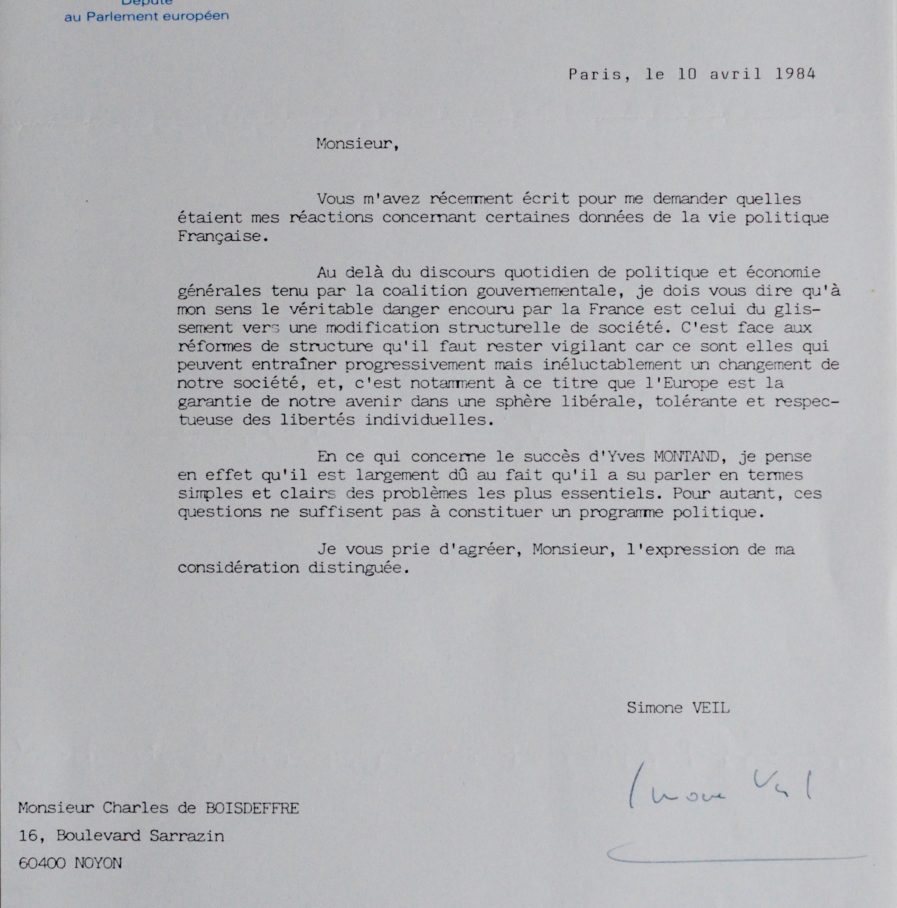 Député
au Parlement européen
Paris, le 10 avril 1984
Monsieur,
Vous m'avez récemment écrit pour me demander quelles
étaient mes réactions concernant certaines données de la vie politique
Française.
Au delà du discours quotidien de politique et économie
générales tenu par la coalition gouvernementale, je dois vous dire qu'à
mon sens le véritable danger encouru par la France est celui du glis-
sement vers une modification structurelle de société. C'est face aux
réformes de structure qu'il faut rester vigilant car ce sont elles qui
peuvent entraîner progressivement mais inéluctablement un changement de
notre société, et, c'est notamment à ce titre que l'Europe est la
garantie de notre avenir dans une sphère libérale, tolérante et respec-
tueuse des libertés individuelles.
En ce qui concerne le succès d'Yves MONTAND, je pense
en effet qu'il est largement dû au fait qu'il a su parler en termes
simples et clairs des problèmes les plus essentiels. Pour autant, ces
questions ne suffisent pas à constituer un programme politique.
Je vous prie d'agréer, Monsieur, l'expression de ma
considération distinguée.
Simone VEIL
Simone Veil
Monsieur Charles de BOISDEFFRE
16, Boulevard Sarrazin
60400 NOYON